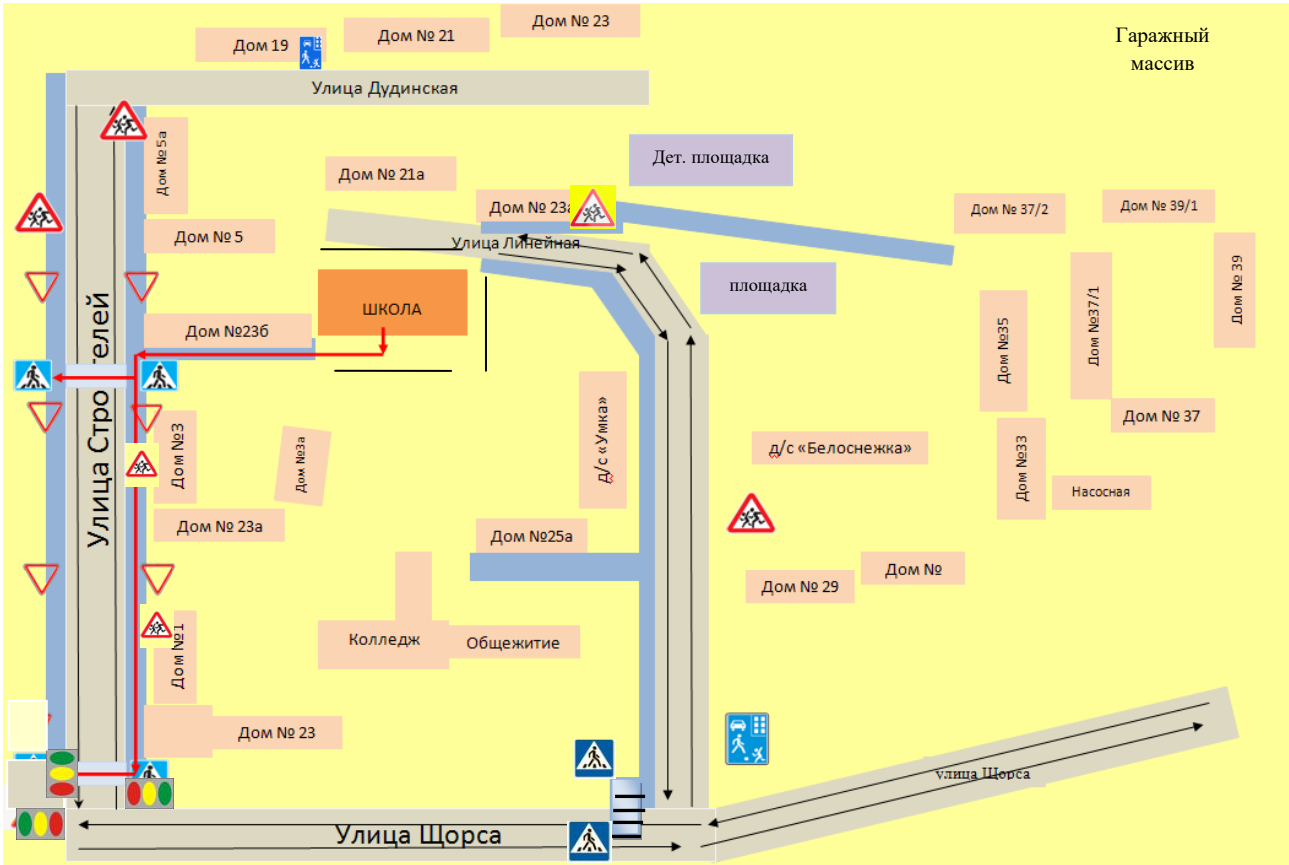 Дом 19
Дом № 21
Дом № 23
Гаражный
массив
Улица Дудинская
Дом №5а
Дом № 21а
Дет. площадка
Дом № 23а
Дом № 5
Улица Линейная
площадка
Дом № 37/2
Дом № 39/1
Дом № 39
Дом №37/1
Дом №35
ШКОЛА
Дом №23б
Улица Стро телей
Дом №3
Дом №3а
д/с «Умка»
д/с «Белоснежка»
Дом № 37
Дом №33
Насосная
Дом № 23а
Дом №25а
Дом № 29
Дом №
Дом №1
Колледж
Общежитие
Дом № 23
улица Щорса
Улица Щорса